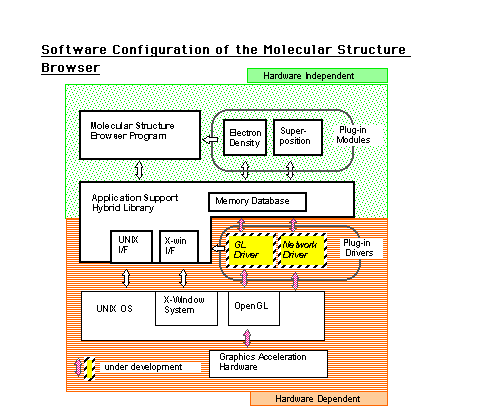 Software Configuration of the Molecular Structure
Browser
Hardware Independent
Molecular Structure
Browser Program
Electron
Density
Super-
position
Plug-in
Modules
Application Support
Hybrid Library
Memory Database
UNIX
I/F
X-win
I/F
GL
Driver
Network
Driver
Plug-in
Drivers
UNIX OS
X-Window
System
OpenGL
Graphics Acceleration
Hardware
under development
Hardware Dependent